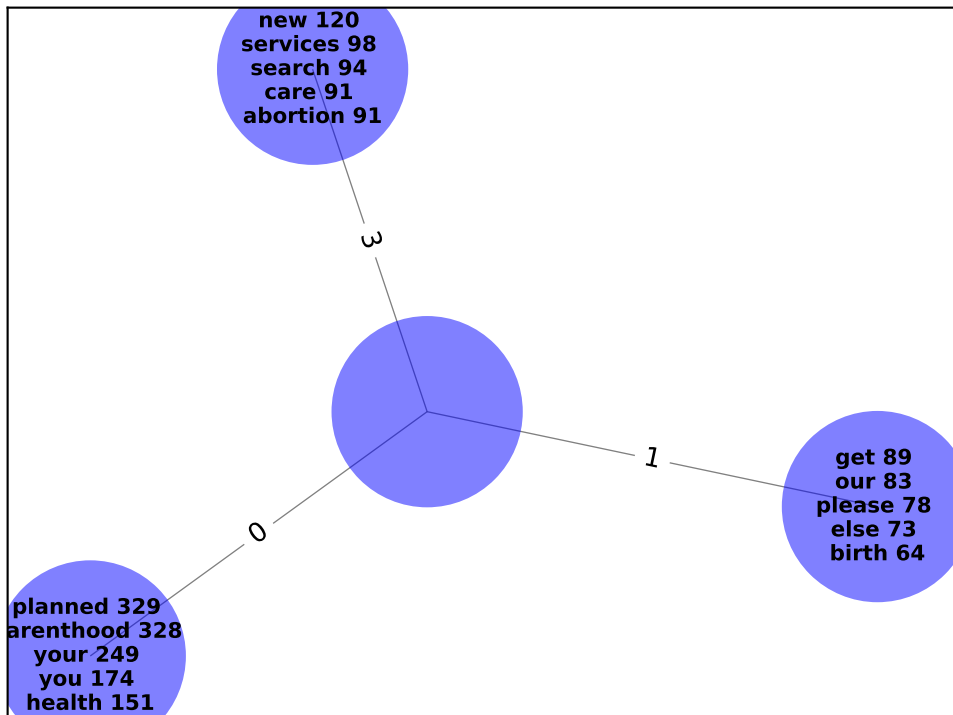 new 120
services 98
search 94
care 91
abortion 91
3
1
get 89
our 83
please 78
else 73
birth 64
0
planned 329
arenthood 328
your 249
you 174
health 151